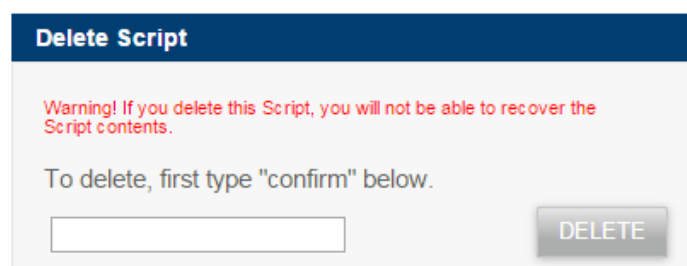 Delete Script
Warning! If you delete this Script, you will not be able to recover the
Script contents.
To delete, first type "confirm" below.
DELETE